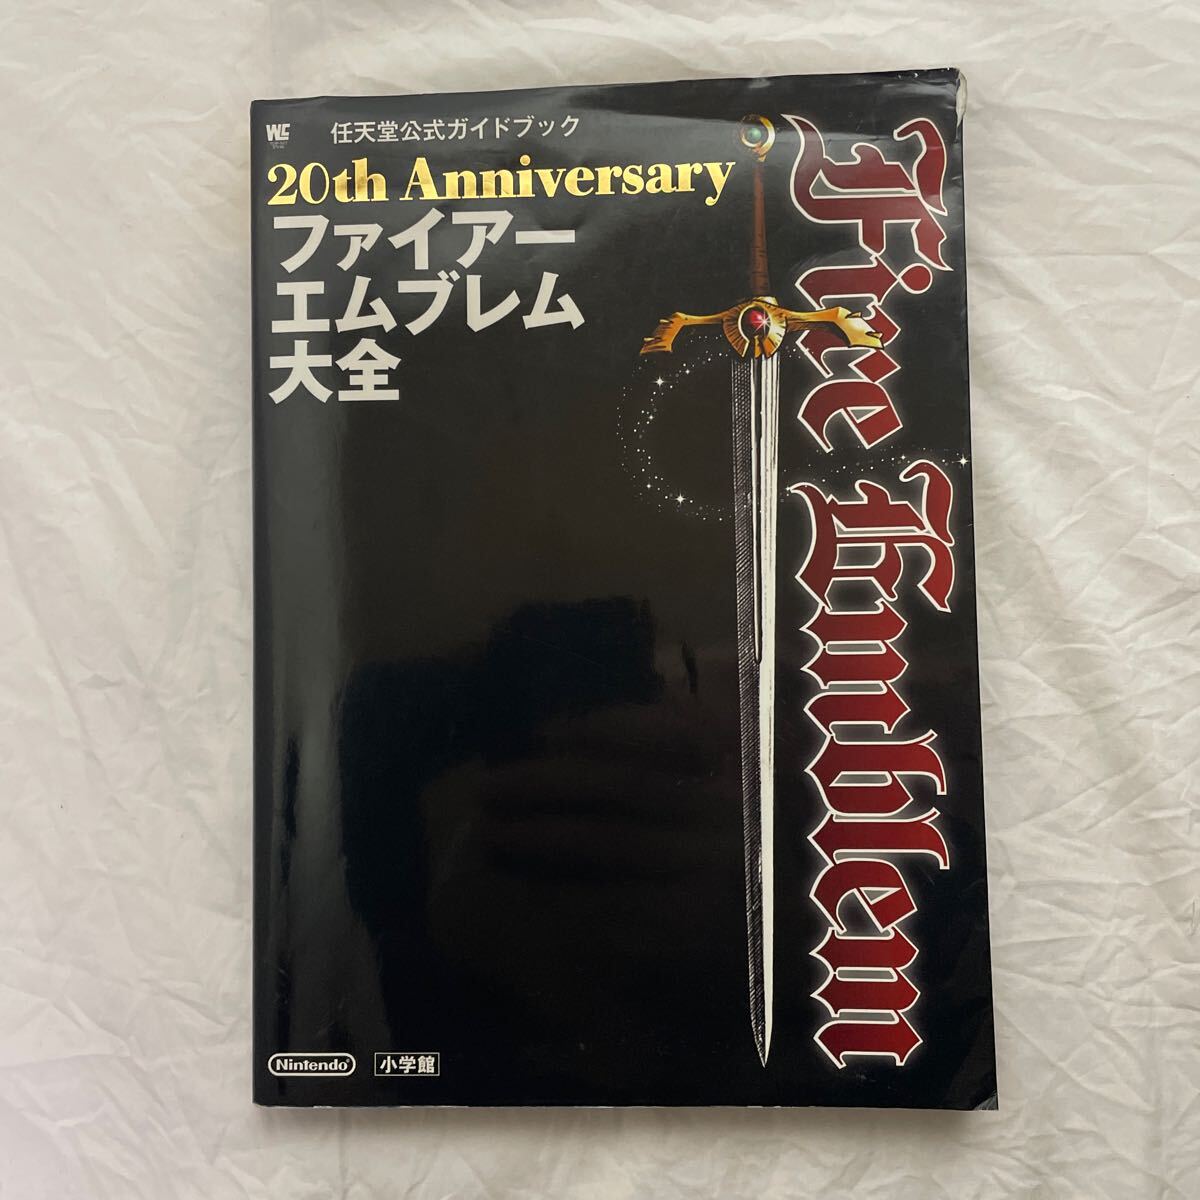 任天堂公式ガイドブック
20th Anniversary
ファイアー
エムブレム
大全
Fire Emblem
Nintendo®
小学館